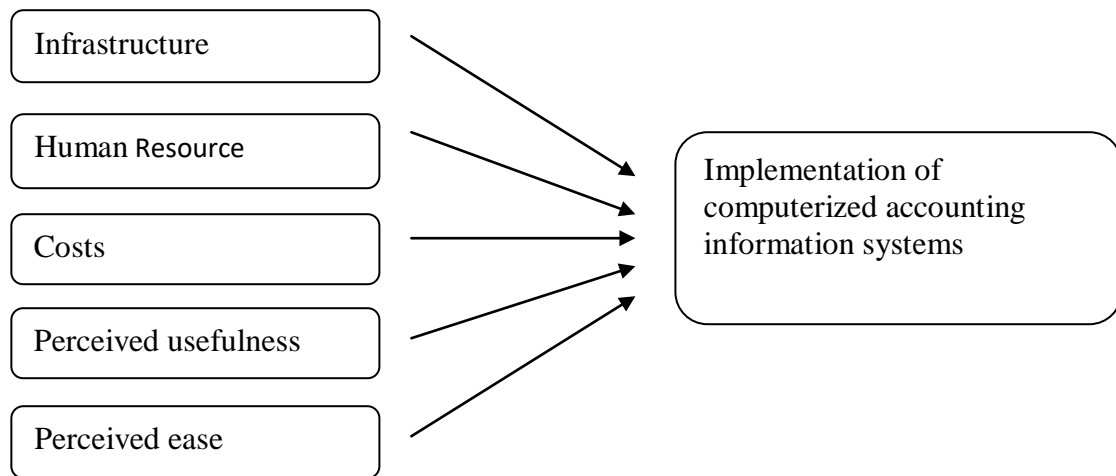 Infrastructure
Human Resource
Costs
Perceived usefulness
Perceived ease
Implementation of
computerized accounting
information systems